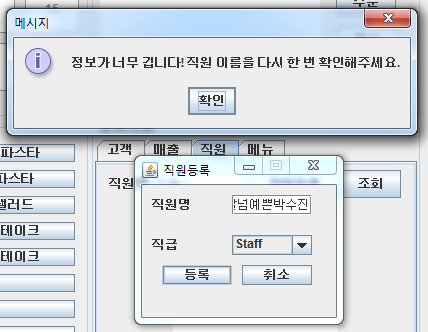 메시지
정보가 너무 깁니다! 직원 이름을 다시 한 번 확인해주세요.
확인
고객 매출 직원 메뉴
파스타
파스타
샐러드
테이크
테이크
직원등록
직원명
넘예쁜박수진
조회
직급 Staff
등록 취소